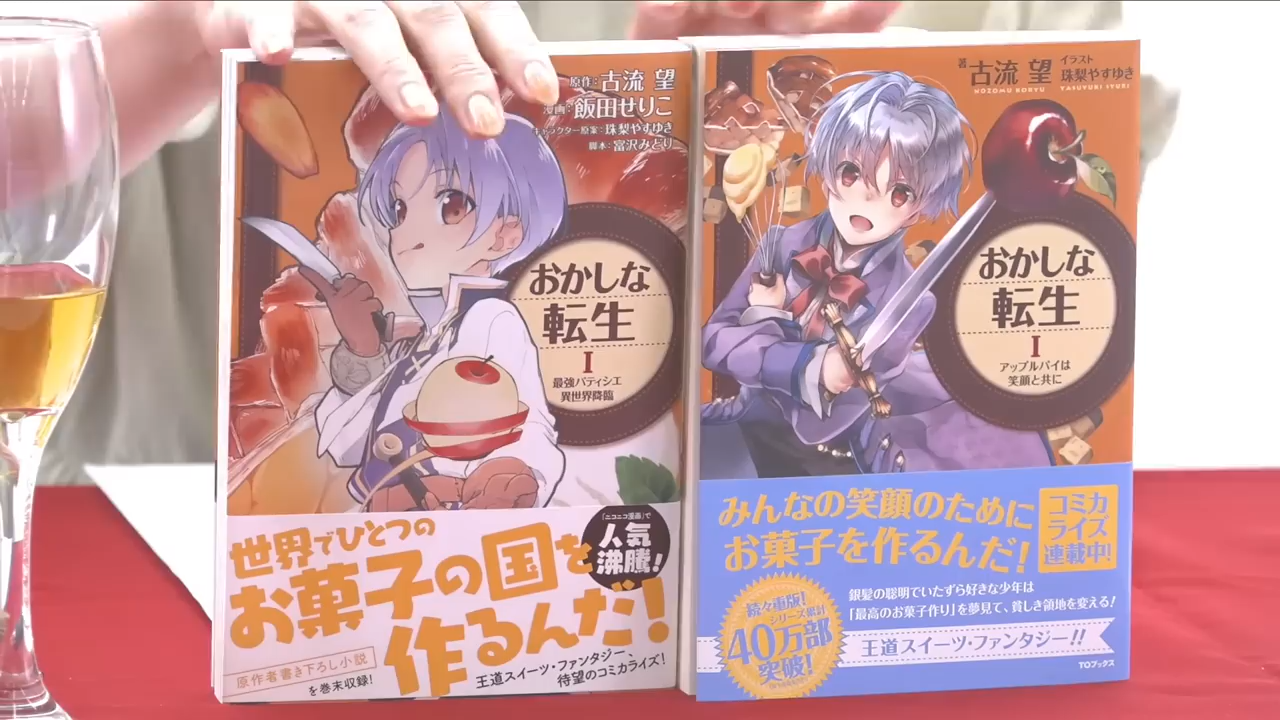 原作:古流 望
漫画:飯田せりこ
キャラクター原案:珠梨やすゆき
脚本:富沢みどり
おかしな
転生
I
最強パティシエ
異世界降臨
世界でひとつの
お菓子の国を
作るんだ!
「ニコニコ漫画」で
人気
沸騰!
原作者書き下ろし小説
を巻末収録!
王道スイーツ・ファンタジー、
待望のコミカライズ!
著 古流 望
NOZOMU KORYU
イラスト
珠梨やすゆき
YASUYUKI SYURI
おかしな
転生
I
アップルパイは
笑顔と共に
みんなの笑顔のために
お菓子を作るんだ!
コミカ
ライズ
連載中!
銀髪の聡明でいたずら好きな少年は
「最高のお菓子作り」を夢見て、貧しき領地を変える!
続々重版!
シリーズ累計
40万部
突破!
王道スイーツ・ファンタジー!!
TOブックス